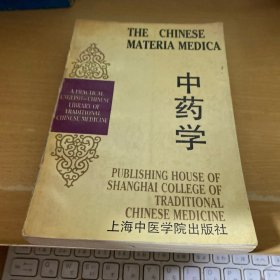 THE CHINESE
MATERIA MEDICA
A PRACTICAL
ENGLISH-CHINESE
LIBRARY OF
TRADITIONAL
CHINESE MEDICINE
中药学
PUBLISHING HOUSE OF
SHANGHAI COLLEGE OF
TRADITIONAL
CHINESE MEDICINE
上海中医学院出版社